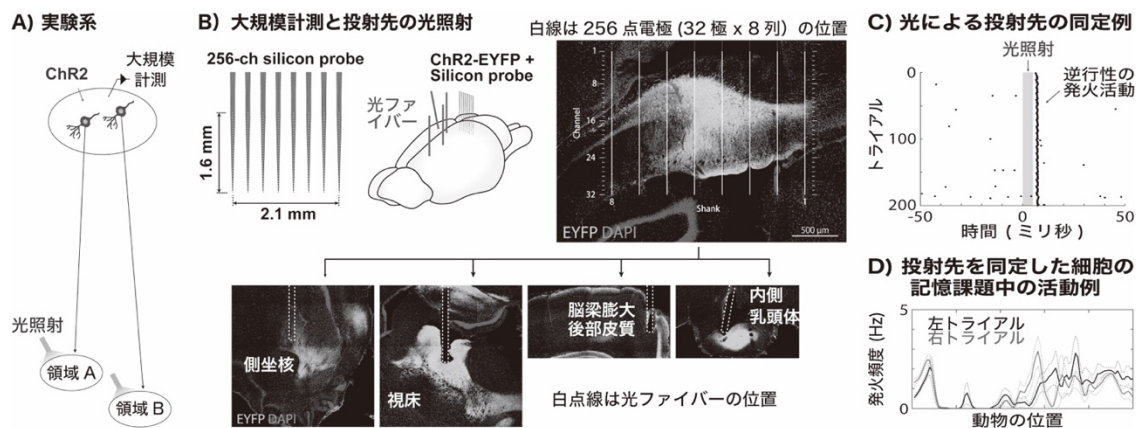 A) 実験系
ChR2
大規模
計測
光照射
領域 A
領域 B
B) 大規模計測と投射先の光照射
256-ch silicon probe
1.6 mm
2.1 mm
ChR2-EYFP +
Silicon probe
光ファ
イバー
白線は 256 点電極 (32 極 x 8 列) の位置
Channel
1
8
16
24
32
8
Shank
1
EYFP DAPI
500 μm
側坐核
EYFP DAPI
視床
脳梁膨大
後部皮質
内側
乳頭体
白点線は光ファイバーの位置
C) 光による投射先の同定例
光照射
逆行性の
発火活動
トライアル
0
100
200
-50
0
50
時間 ( ミリ秒 )
D) 投射先を同定した細胞の
記憶課題中の活動例
発火頻度 (Hz)
5
0
左トライアル
右トライアル
動物の位置